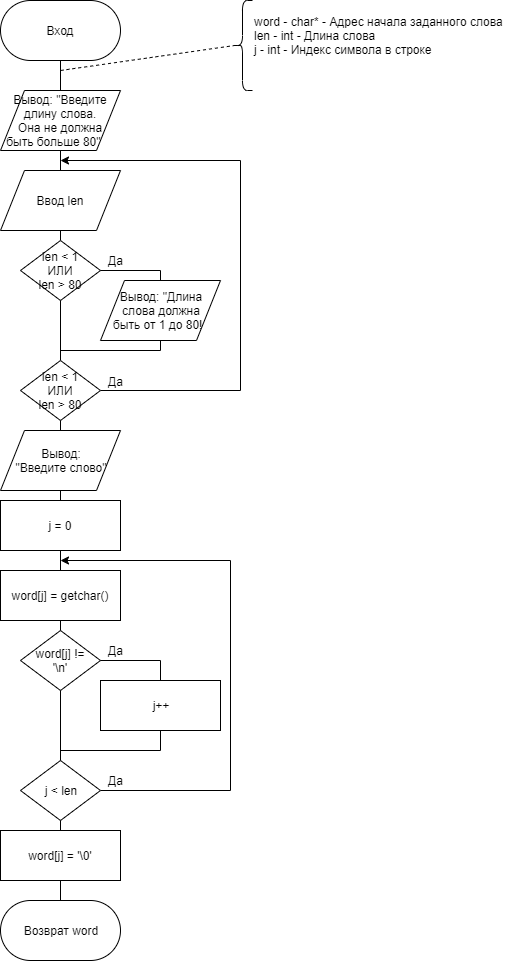 Вход
word - char* - Адрес начала заданного слова
len - int - Длина слова
j - int - Индекс символа в строке
Вывод: "Введите
длину слова.
Она не должна
быть больше 80"
Ввод len
len < 1
ИЛИ
len > 80
Да
Вывод: "Длина
слова должна
быть от 1 до 80!
len < 1
ИЛИ
len > 80
Да
Вывод:
"Введите слово"
j = 0
word[j] = getchar()
word[j] !=
'\n'
Да
j++
j < len
Да
word[j] = '\0'
Возврат word